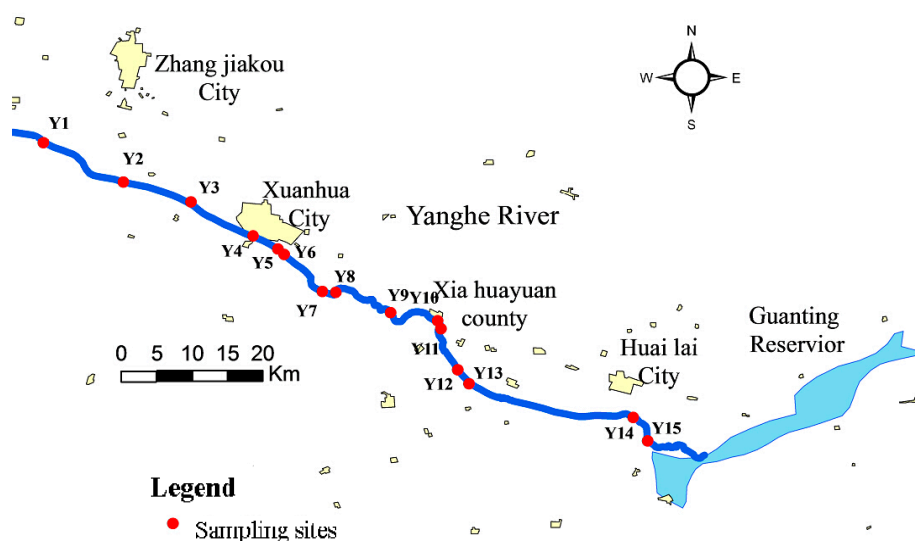 Zhang jiakou
City
N
W
E
S
Y1
Y2
Y3
Xuanhua
City
Yanghe River
Y4
Y5
Y6
Y7
Y8
Y9
Y10
Xia huayuan
county
Y11
Y12
Y13
Huai lai
City
Guanting
Reservior
Y14
Y15
0 5 10 20
Km
Legend
Sampling sites